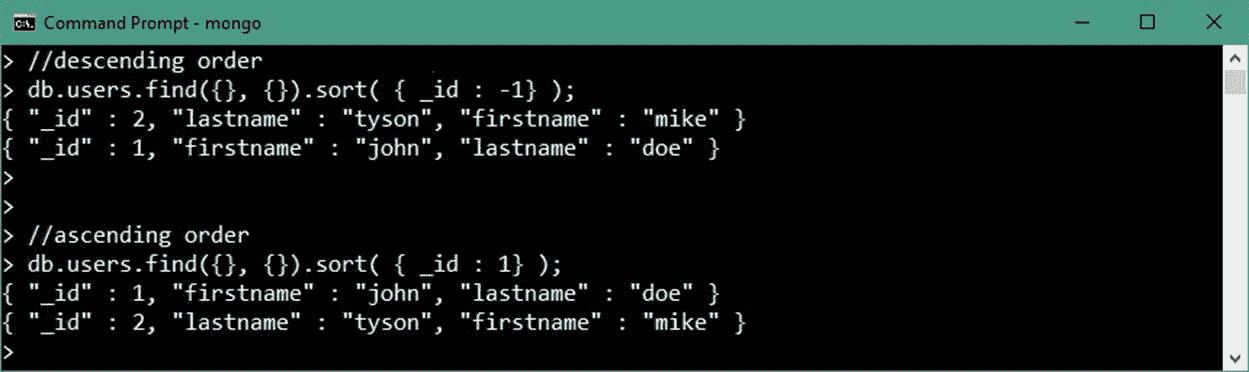 Command Prompt - mongo
> //descending order
> db.users.find({}, {}).sort( { _id : -1} );
{ "_id" : 2, "lastname" : "tyson", "firstname" : "mike" }
{ "_id" : 1, "firstname" : "john", "lastname" : "doe" }
>
>
> //ascending order
> db.users.find({}, {}).sort( { _id : 1} );
{ "_id" : 1, "firstname" : "john", "lastname" : "doe" }
{ "_id" : 2, "lastname" : "tyson", "firstname" : "mike" }
>